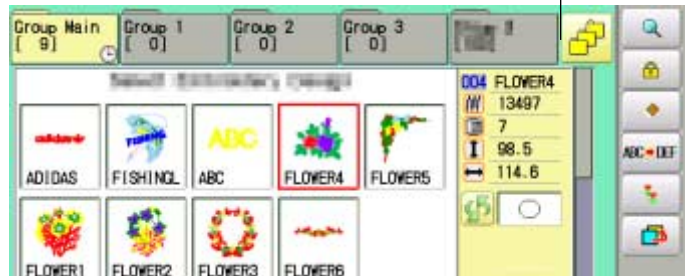 Group Main Group 1 Group 2 Group 3
[ 9] [ 0] [ 0] [ 0]
004 FLOWER4
13497
7
98.5
114.6
ABC
ADIDAS FISHINGL ABC FLOWER4 FLOWER5
ABC DEF
FLOWER1 FLOWER2 FLOWER3 FLOWER6